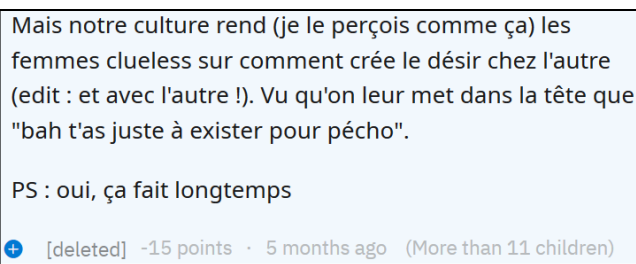 Mais notre culture rend (je le perçois comme ça) les
femmes clueless sur comment crée le désir chez l'autre
(edit : et avec l'autre !). Vu qu'on leur met dans la tête que
"bah t'as juste à exister pour pécho".
PS : oui, ça fait longtemps
[deleted] -15 points · 5 months ago (More than 11 children)